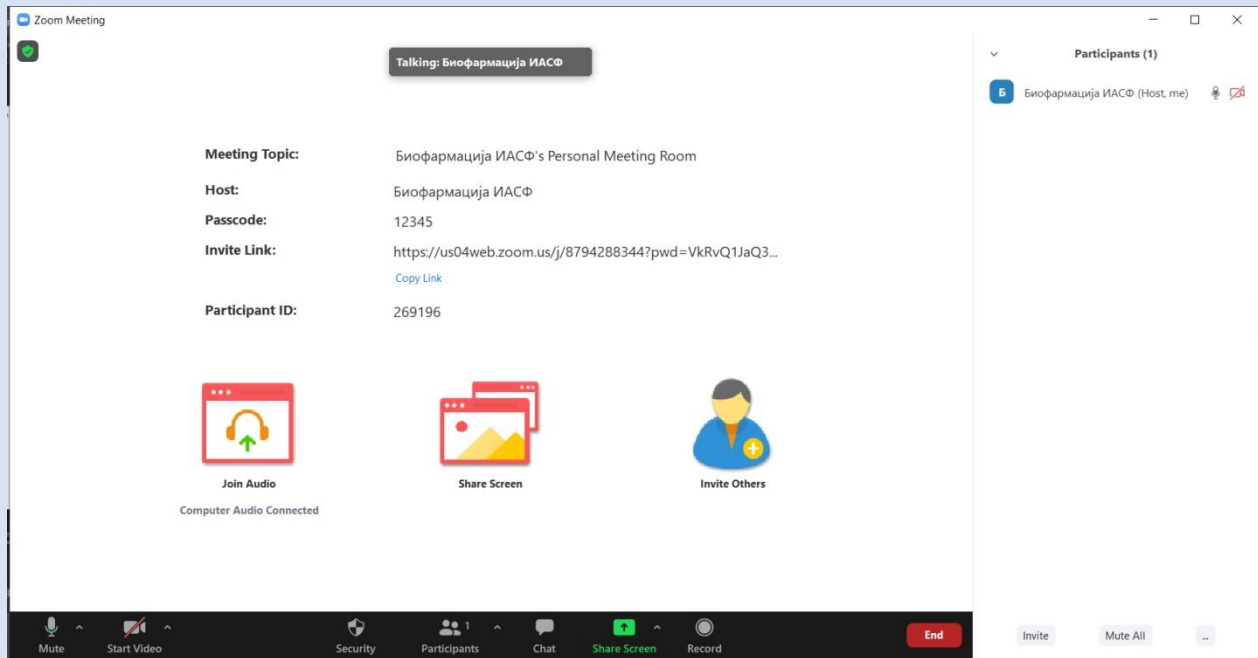 Zoom Meeting
Talking: Биофармација ИАСФ
Participants (1)
Б
Биофармација ИАСФ (Host, me)
Meeting Topic: Биофармација ИАСФ's Personal Meeting Room
Host: Биофармација ИАСФ
Passcode: 12345
Invite Link: https://us04web.zoom.us/j/8794288344?pwd=VkRvQ1JaQ3...
Copy Link
Participant ID: 269196
Join Audio
Share Screen
Invite Others
Computer Audio Connected
1
Mute
Start Video
Security
Participants
Chat
Share Screen
Record
End
Invite
Mute All
...